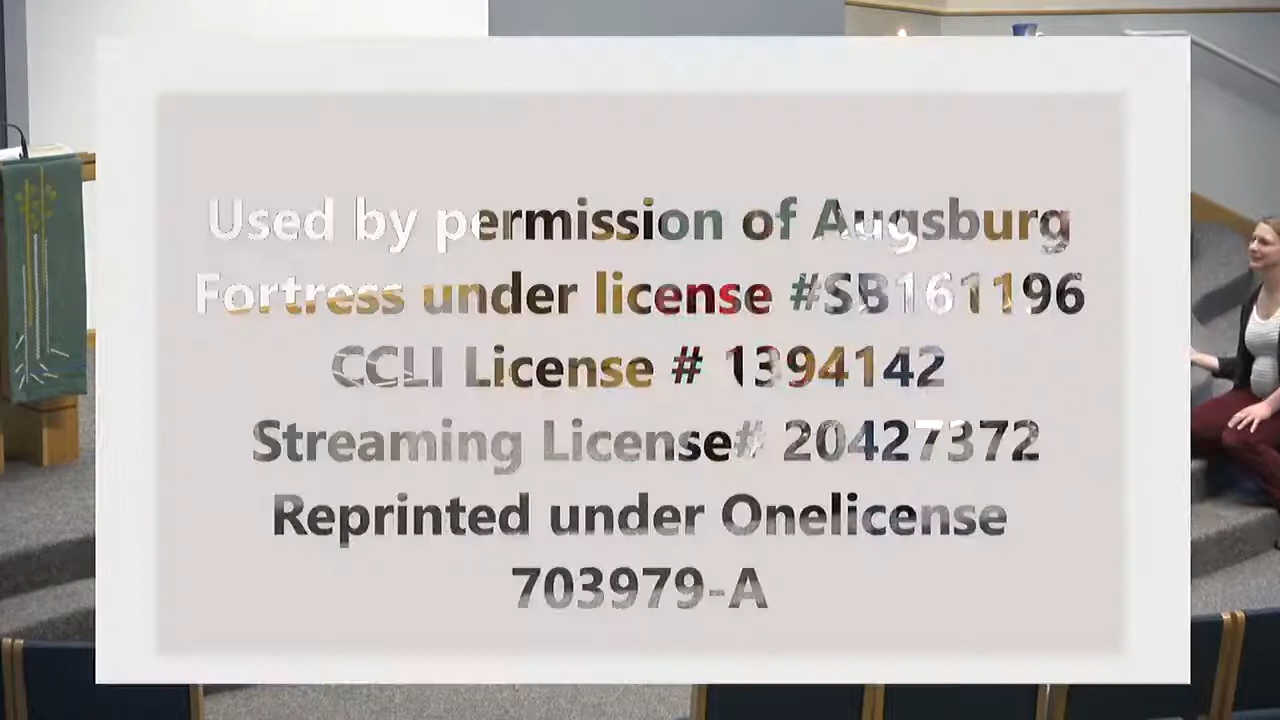 Used by permission of Augsburg
Fortress under license #SB161196
CCLI License # 1394142
Streaming License# 20427372
Reprinted under Onelicense
703979-A